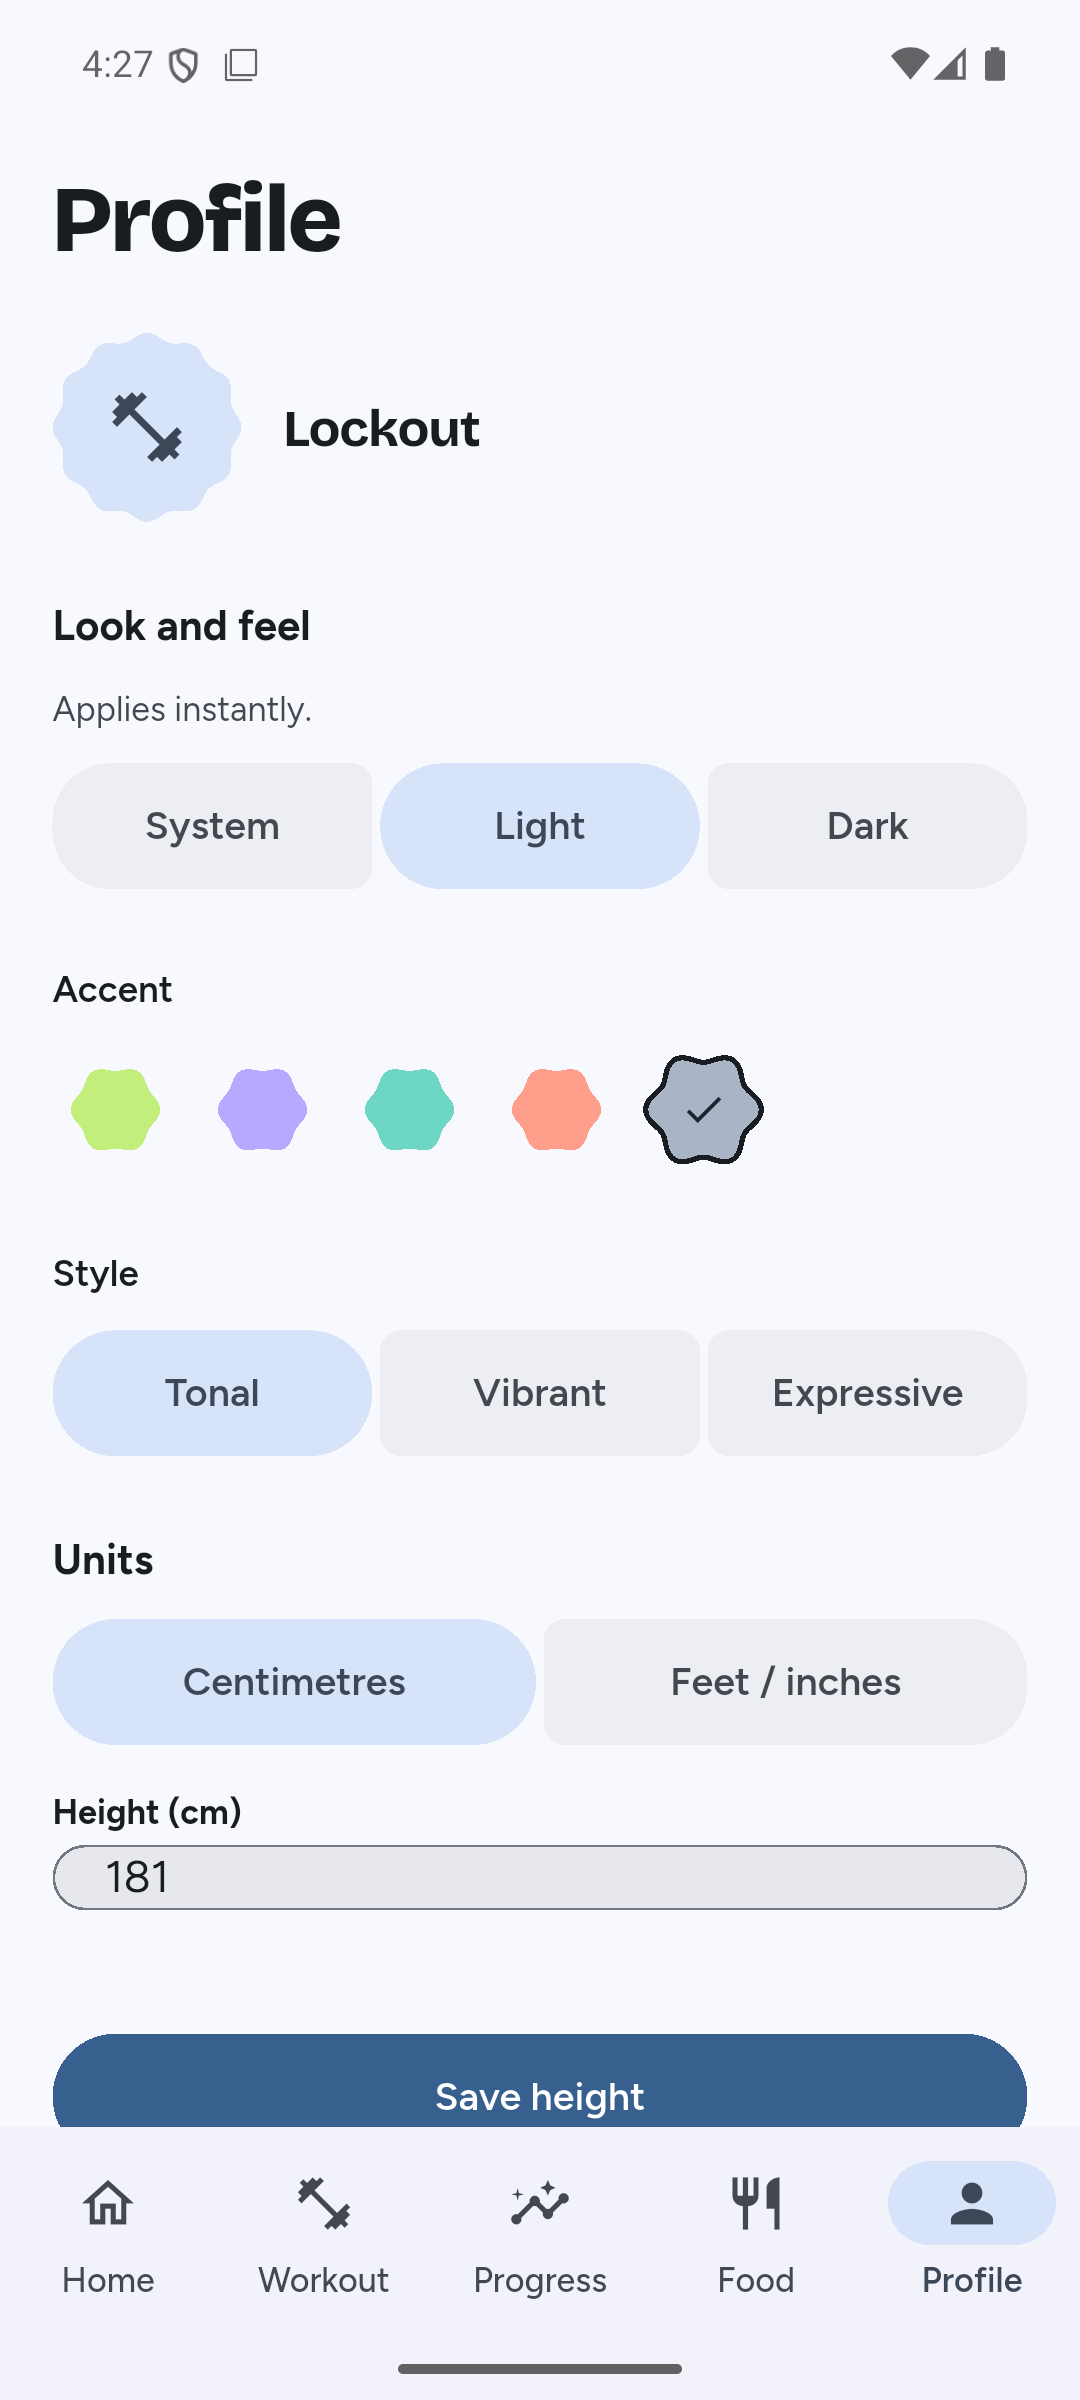 4:27
Profile
Lockout
Look and feel
Applies instantly.
System Light Dark
Accent
Style
Tonal Vibrant Expressive
Units
Centimetres Feet / inches
Height (cm)
181
Save height
Home Workout Progress Food Profile